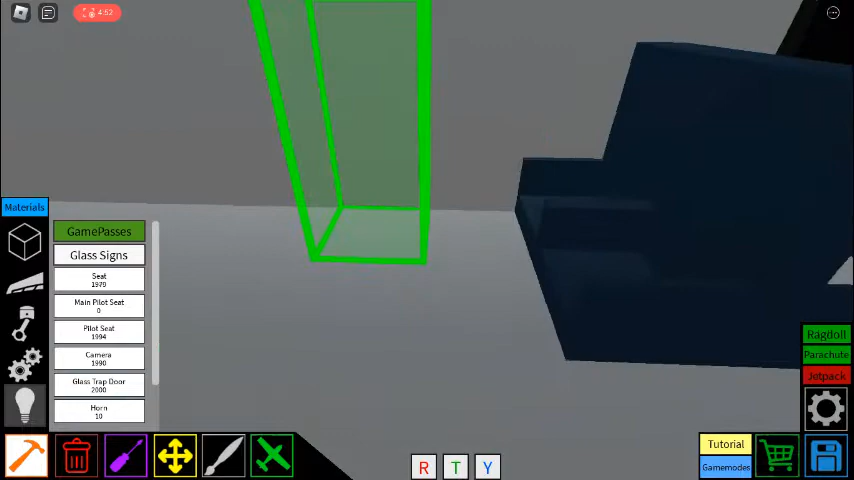 4:52
Materials
GamePasses
Glass Signs
Seat
1979
Main Pilot Seat
0
Pilot Seat
1994
Camera
1990
Glass Trap Door
2000
Horn
10
Ragdoll
Parachute
Jetpack
R T Y
Tutorial
Gamemodes